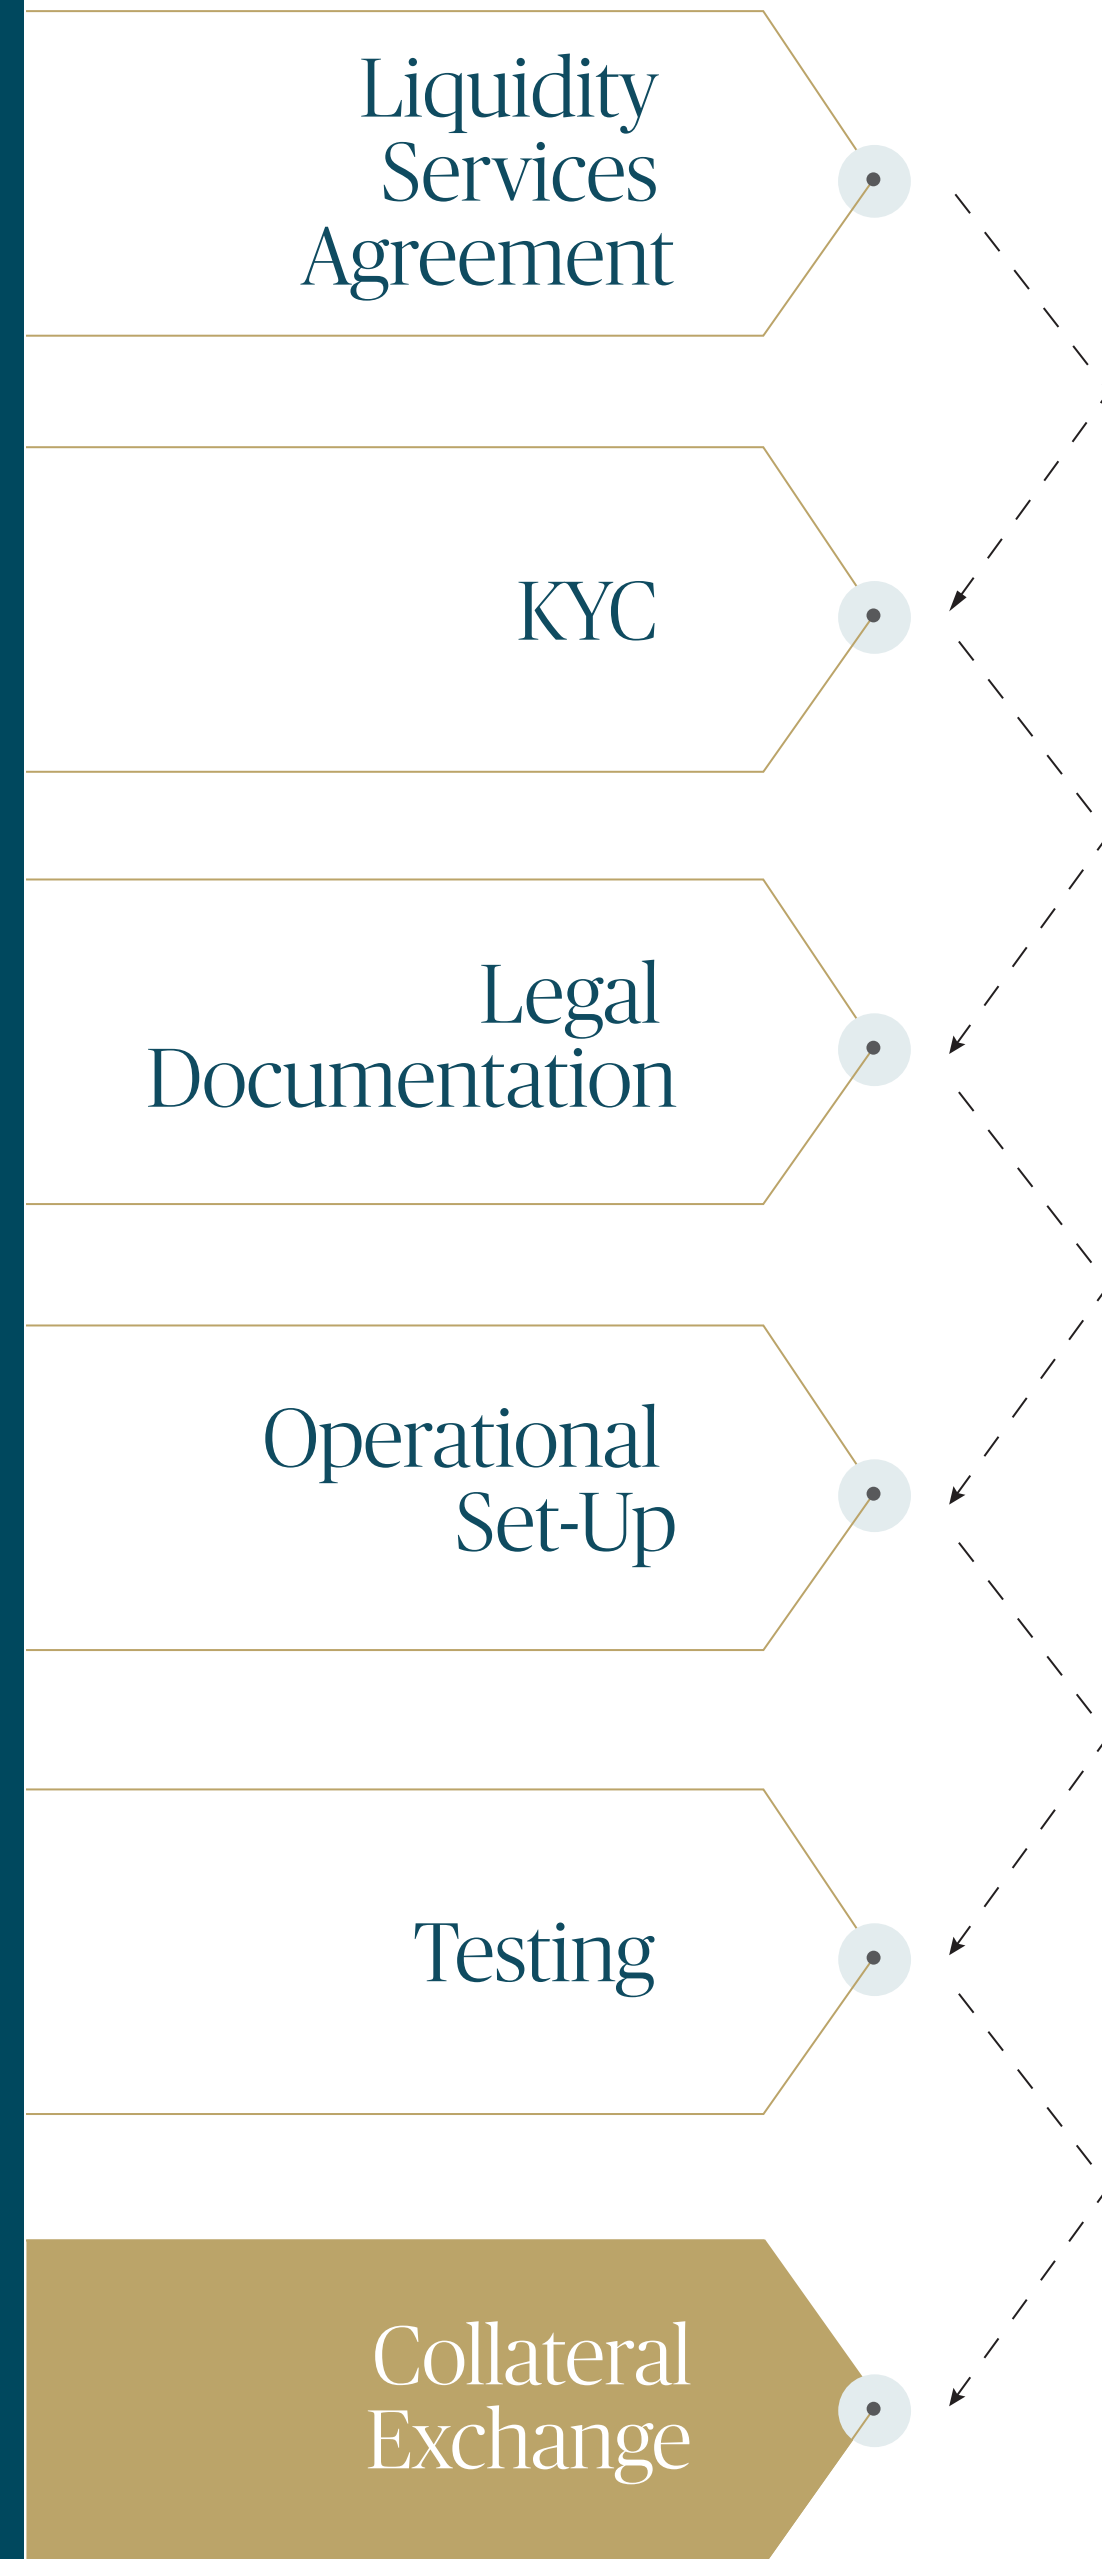 Liquidity
Services
Agreement
KYC
Legal
Documentation
Operational
Set-Up
Testing
Collateral
Exchange